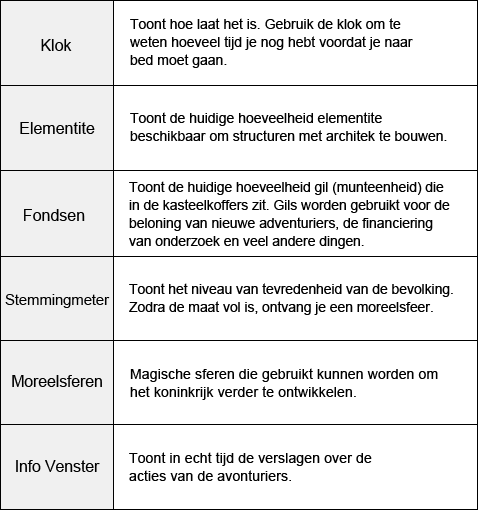 Klok
Toont hoe laat het is. Gebruik de klok om te
weten hoeveel tijd je nog hebt voordat je naar
bed moet gaan.
Elementite
Toont de huidige hoeveelheid elementite
beschikbaar om structuren met architek te bouwen.
Fondsen
Toont de huidige hoeveelheid gil (munteenheid) die
in de kasteelkoffers zit. Gils worden gebruikt voor de
beloning van nieuwe adventuriers, de financiering
van onderzoek en veel andere dingen.
Stemmingmeter
Toont het niveau van tevredenheid van de bevolking.
Zodra de maat vol is, ontvang je een moreelsfeer.
Moreelsferen
Magische sferen die gebruikt kunnen worden om
het koninkrijk verder te ontwikkelen.
Info Venster
Toont in echt tijd de verslagen over de
acties van de avonturiers.